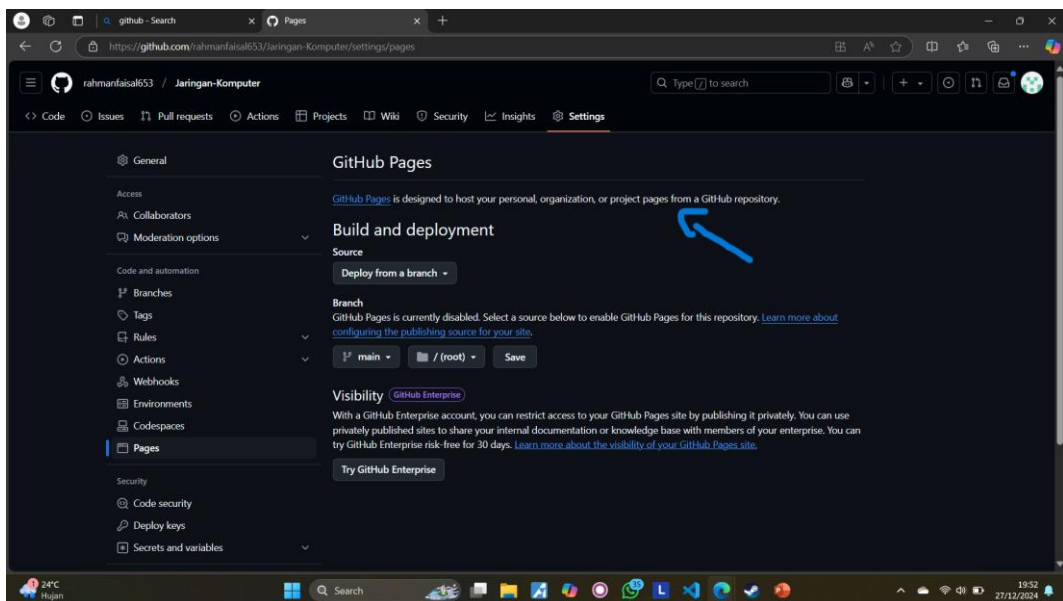 github - Search
Pages
https://github.com/rahmanfaisal653/Jaringan-Komputer/settings/pages
rahmanfaisal653 / Jaringan-Komputer
Type / to search
<> Code Issues Pull requests Actions Projects Wiki Security Insights Settings
General
Access
Collaborators
Moderation options
Code and automation
Branches
Tags
Rules
Actions
Webhooks
Environments
Codespaces
Pages
Security
Code security
Deploy keys
Secrets and variables
GitHub Pages
GitHub Pages is designed to host your personal, organization, or project pages from a GitHub repository.
Build and deployment
Source
Deploy from a branch
Branch
GitHub Pages is currently disabled. Select a source below to enable GitHub Pages for this repository. Learn more about
configuring the publishing source for your site.
main / (root) Save
Visibility GitHub Enterprise
With a GitHub Enterprise account, you can restrict access to your GitHub Pages site by publishing it privately. You can use
privately published sites to share your internal documentation or knowledge base with members of your enterprise. You can
try GitHub Enterprise risk-free for 30 days. Learn more about the visibility of your GitHub Pages site.
Try GitHub Enterprise
1
24°C
Hujan
Search
35
L
19:52
27/12/2024